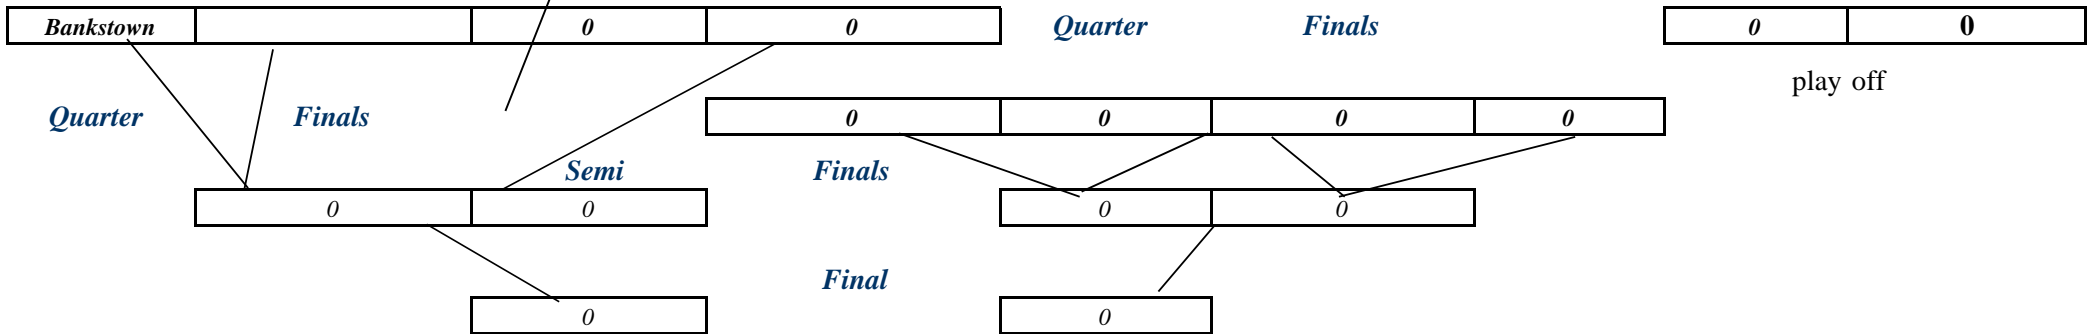 Bankstown 0 0 Quarter Finals 0 0
play off
Quarter Finals 0 0 0 0
Semi Finals
0 0 0 0
Final
0 0